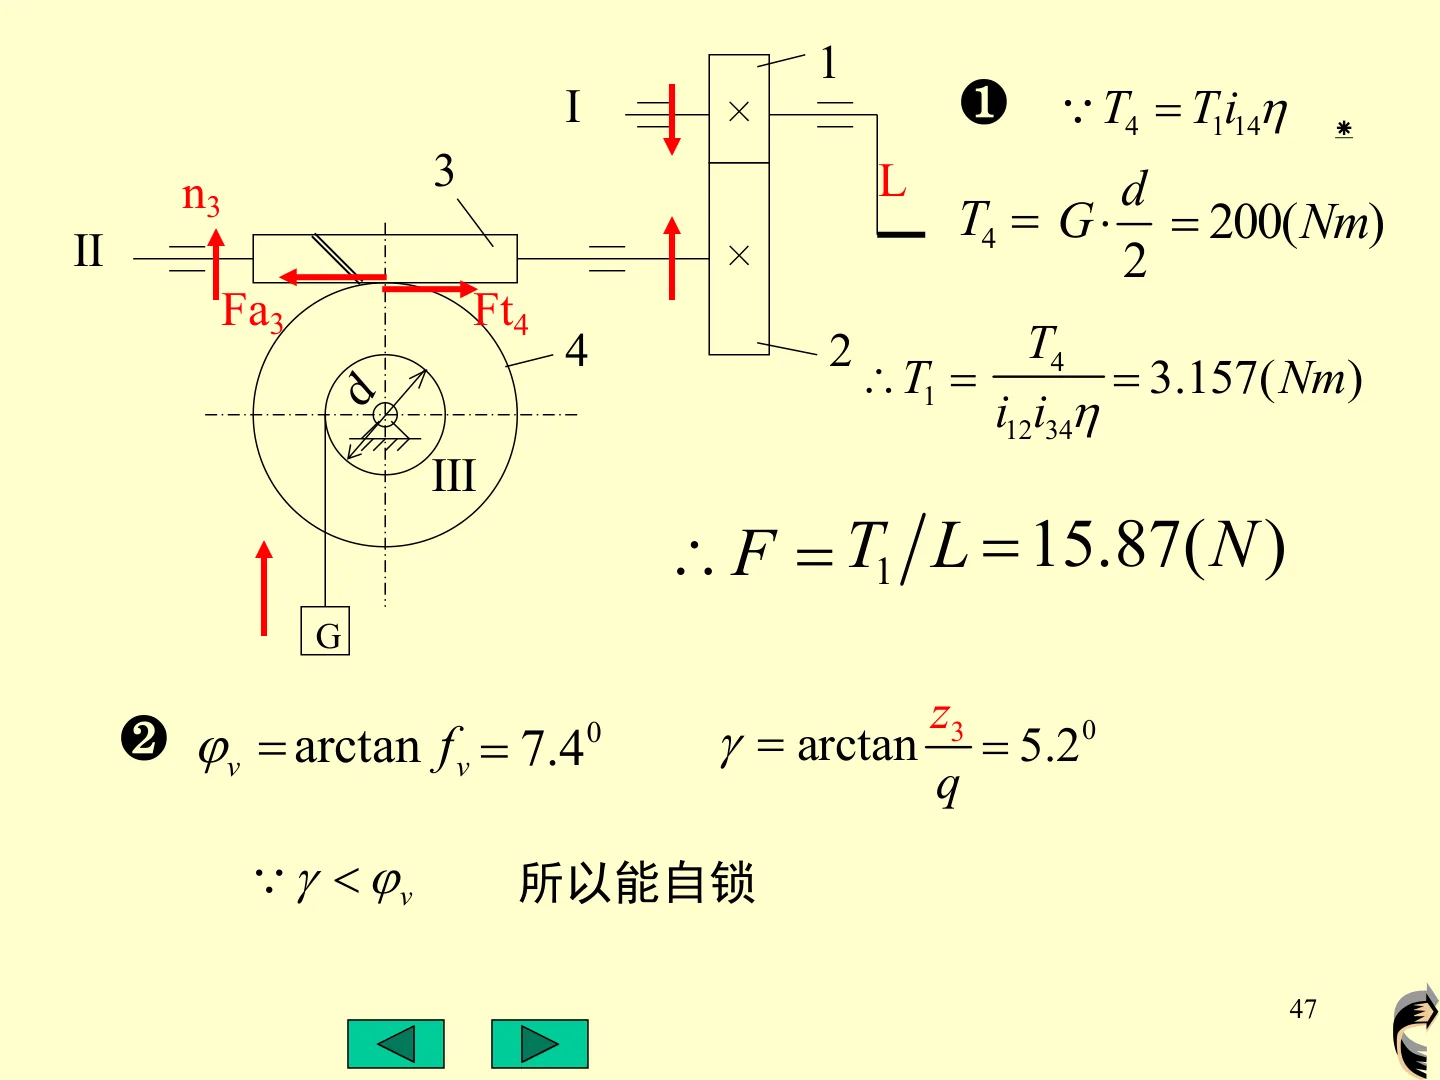 1
I
❶ ∵ T₄ = T₁i₁₄η *
3
n₃
L
II
T₄ = G · d/2 = 200(Nm)
Fa₃
Ft₄
4
2
∴ T₁ = T₄/(i₁₂i₃₄η) = 3.157(Nm)
d
III
∴ F = T₁/L = 15.87(N)
G
❷ φᵥ = arctan fᵥ = 7.4⁰ γ = arctan z₃/q = 5.2⁰
∵ γ < φᵥ 所以能自锁
47